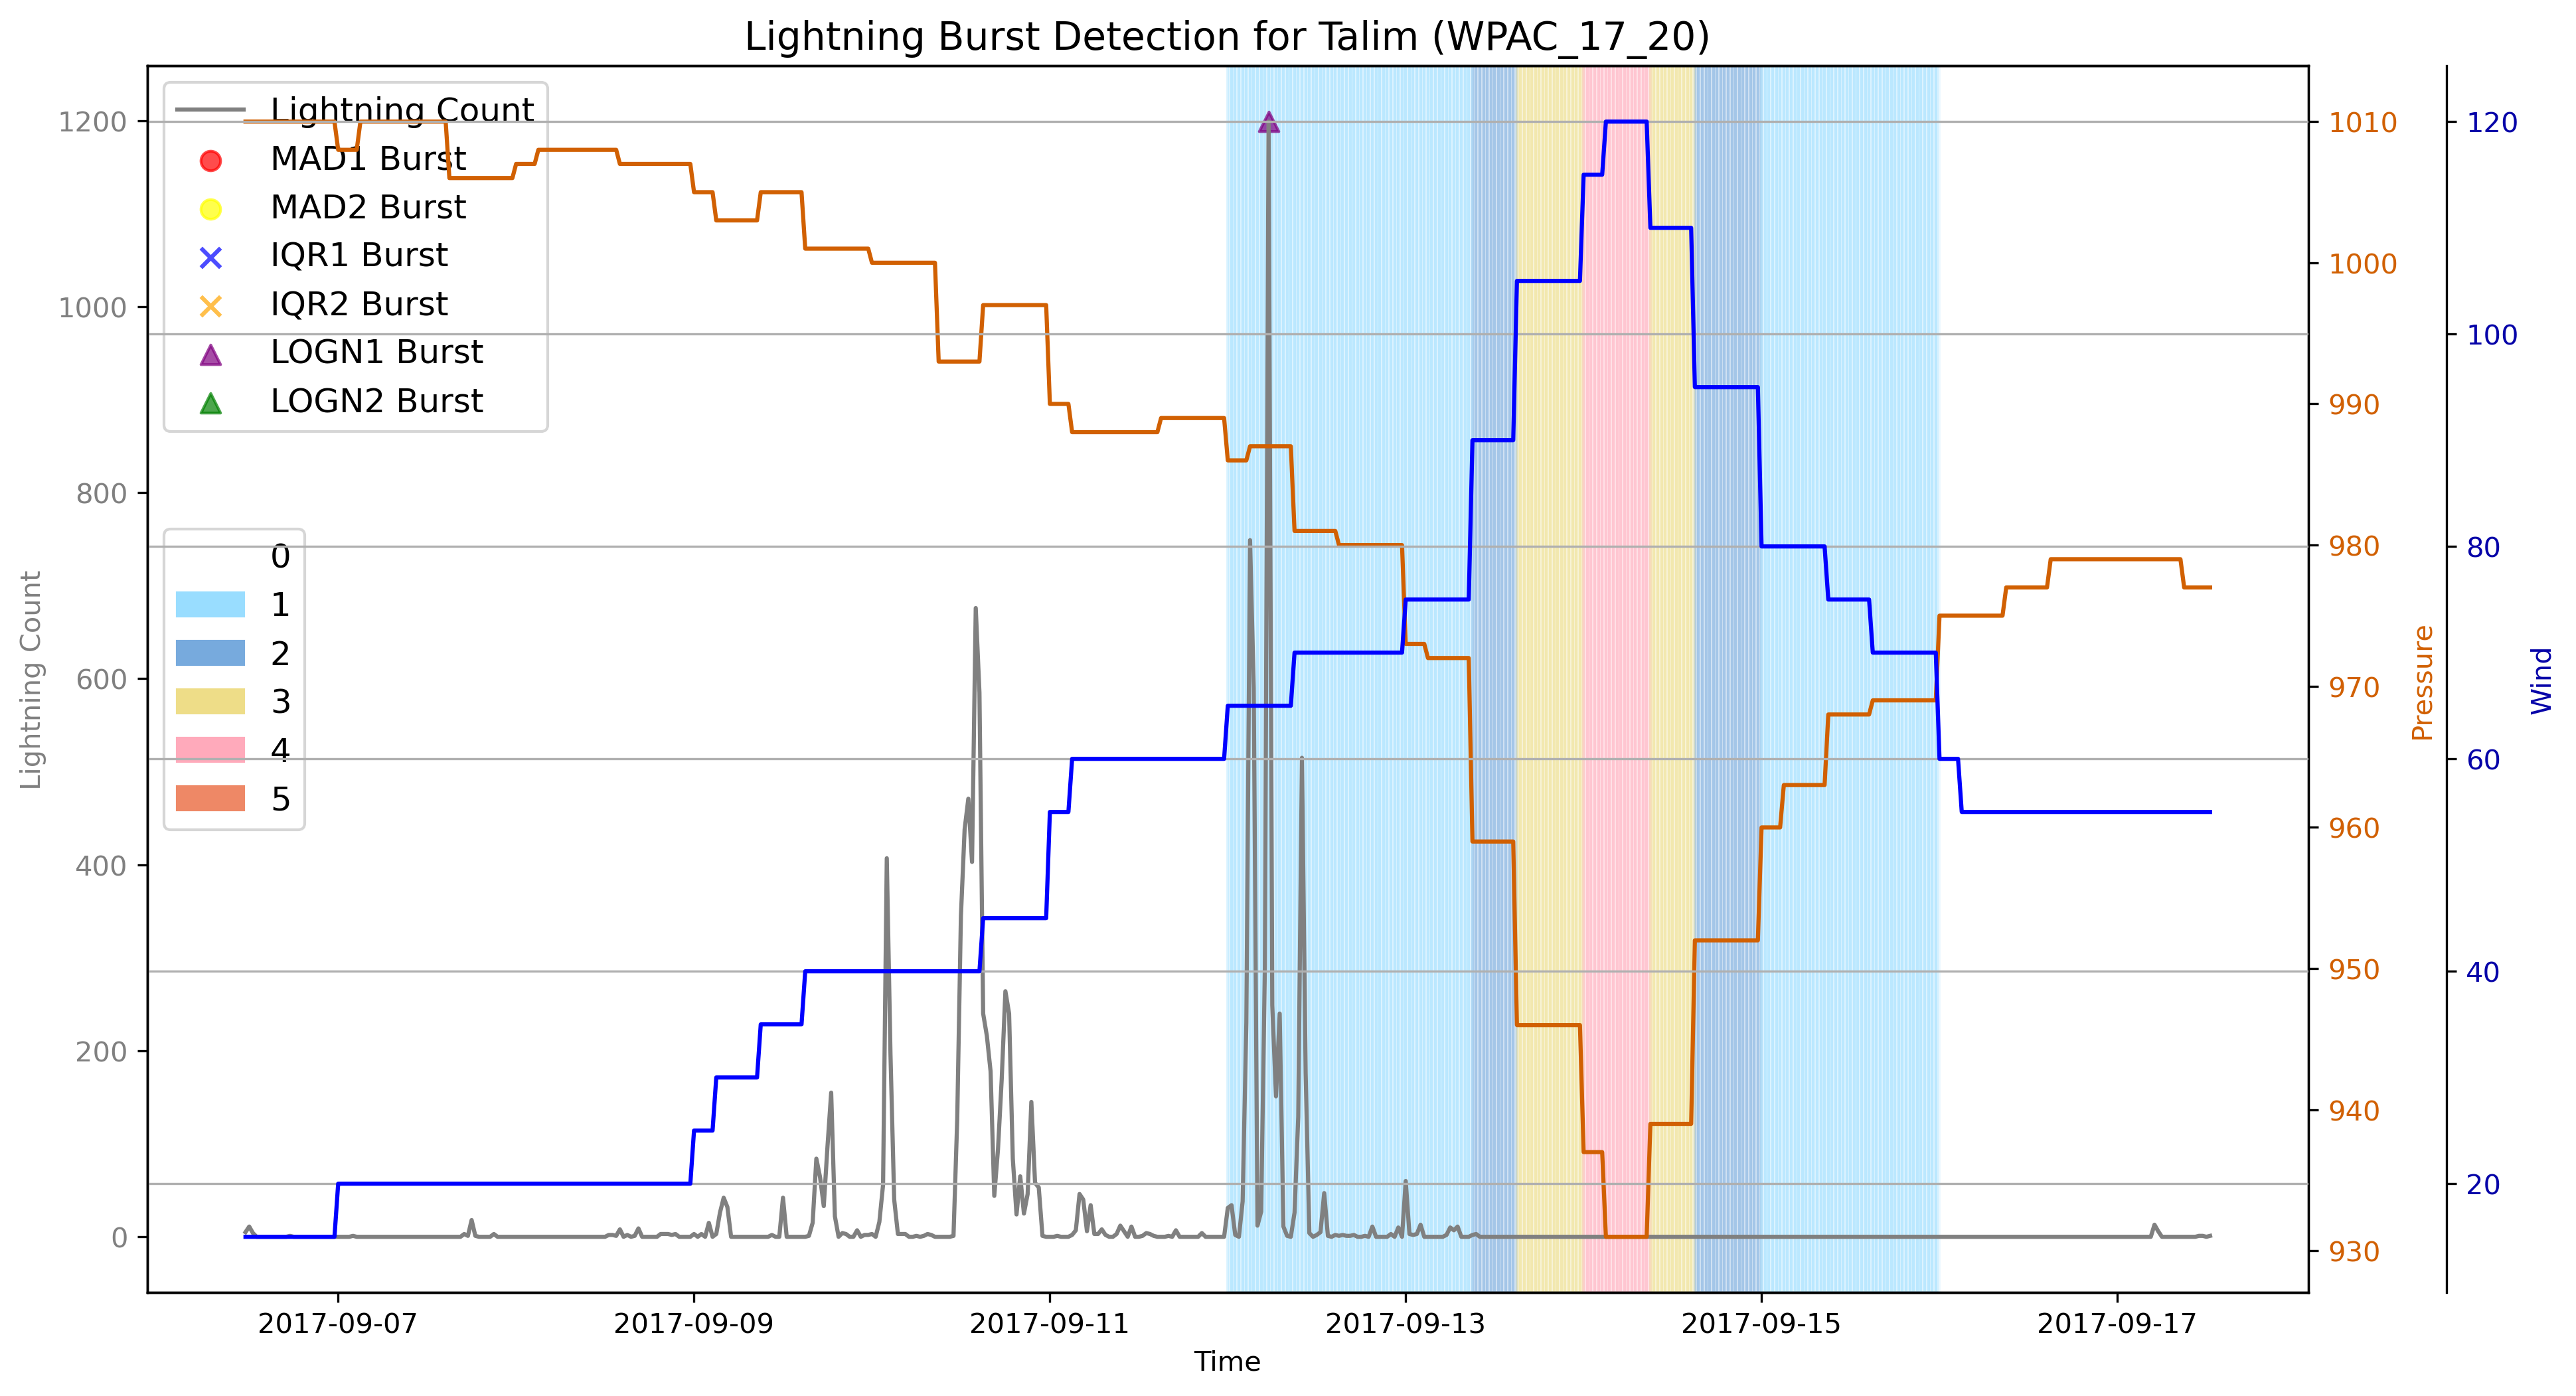 Lightning Burst Detection for Talim (WPAC_17_20)
Lightning Count
MAD1 Burst
MAD2 Burst
IQR1 Burst
IQR2 Burst
LOGN1 Burst
LOGN2 Burst
0
1
2
3
4
5
1200
1000
800
600
400
200
0
Lightning Count
1010
1000
990
980
970
960
950
940
930
Pressure
120
100
80
60
40
20
Wind
2017-09-07
2017-09-09
2017-09-11
2017-09-13
2017-09-15
2017-09-17
Time